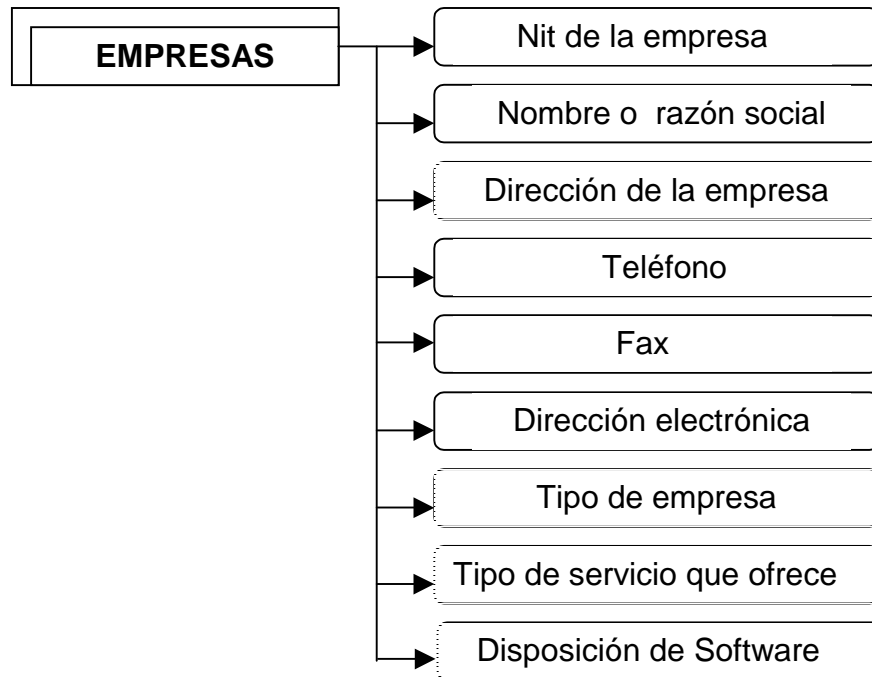 EMPRESAS
Nit de la empresa
Nombre o razón social
Dirección de la empresa
Teléfono
Fax
Dirección electrónica
Tipo de empresa
Tipo de servicio que ofrece
Disposición de Software